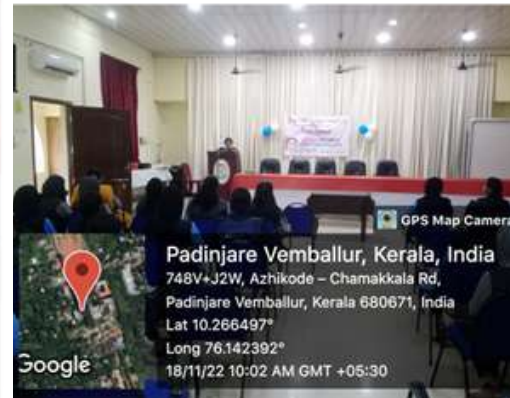 GPS Map Camera
Padinjare Vemballur, Kerala, India
748V+J2W, Azhikode – Chamakkala Rd,
Padinjare Vemballur, Kerala 680671, India
Lat 10.266497°
Long 76.142392°
18/11/22 10:02 AM GMT +05:30
Google